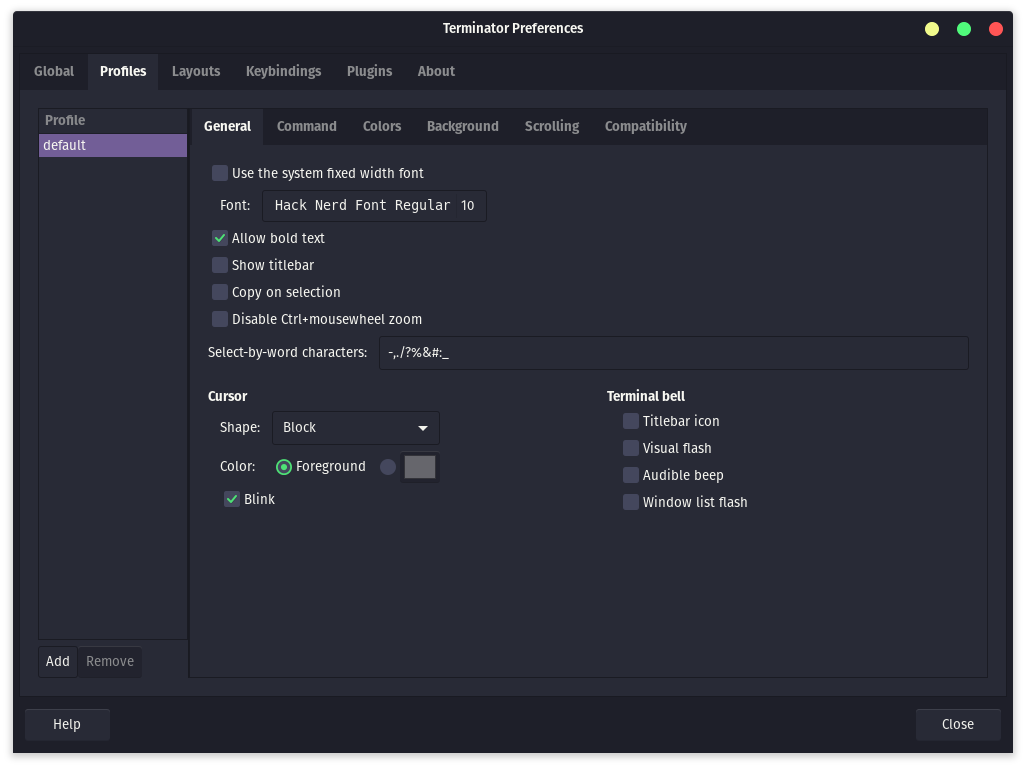 Terminator Preferences
Global Profiles Layouts Keybindings Plugins About
Profile
default
General Command Colors Background Scrolling Compatibility
Use the system fixed width font
Font: Hack Nerd Font Regular 10
Allow bold text
Show titlebar
Copy on selection
Disable Ctrl+mousewheel zoom
Select-by-word characters: -,./?%&#:_
Cursor
Shape: Block
Color: Foreground
Blink
Terminal bell
Titlebar icon
Visual flash
Audible beep
Window list flash
Add Remove
Help Close